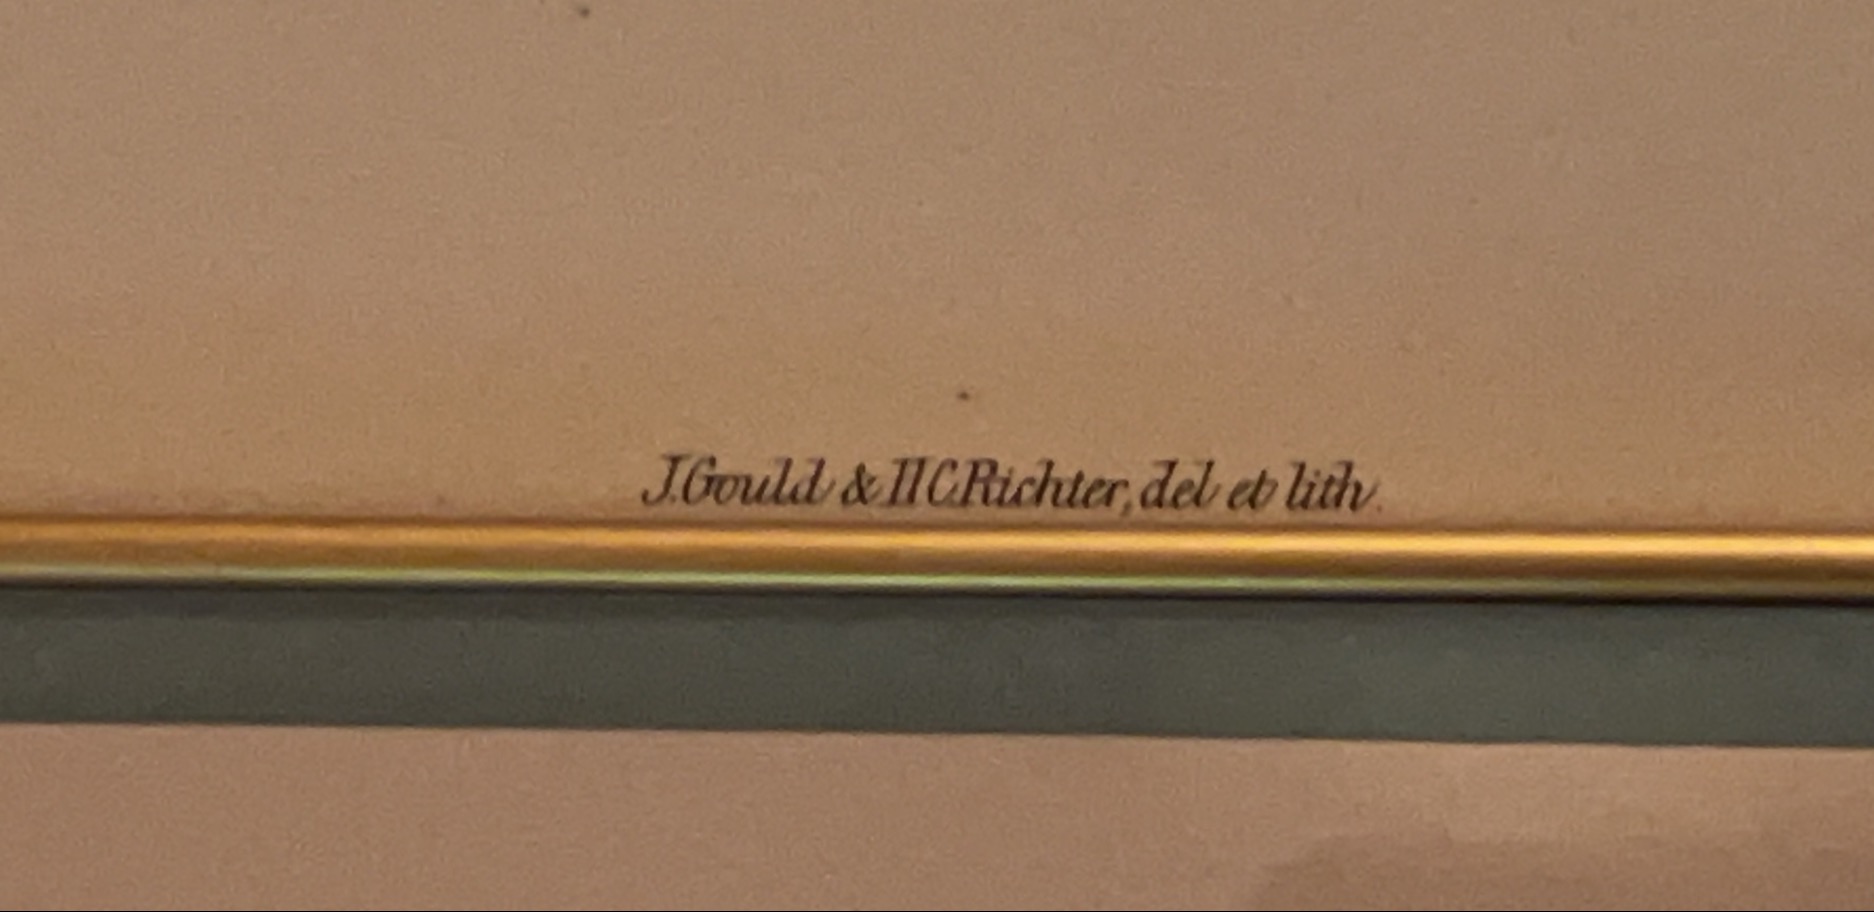 J.Gould & H C.Richter, del et lith.